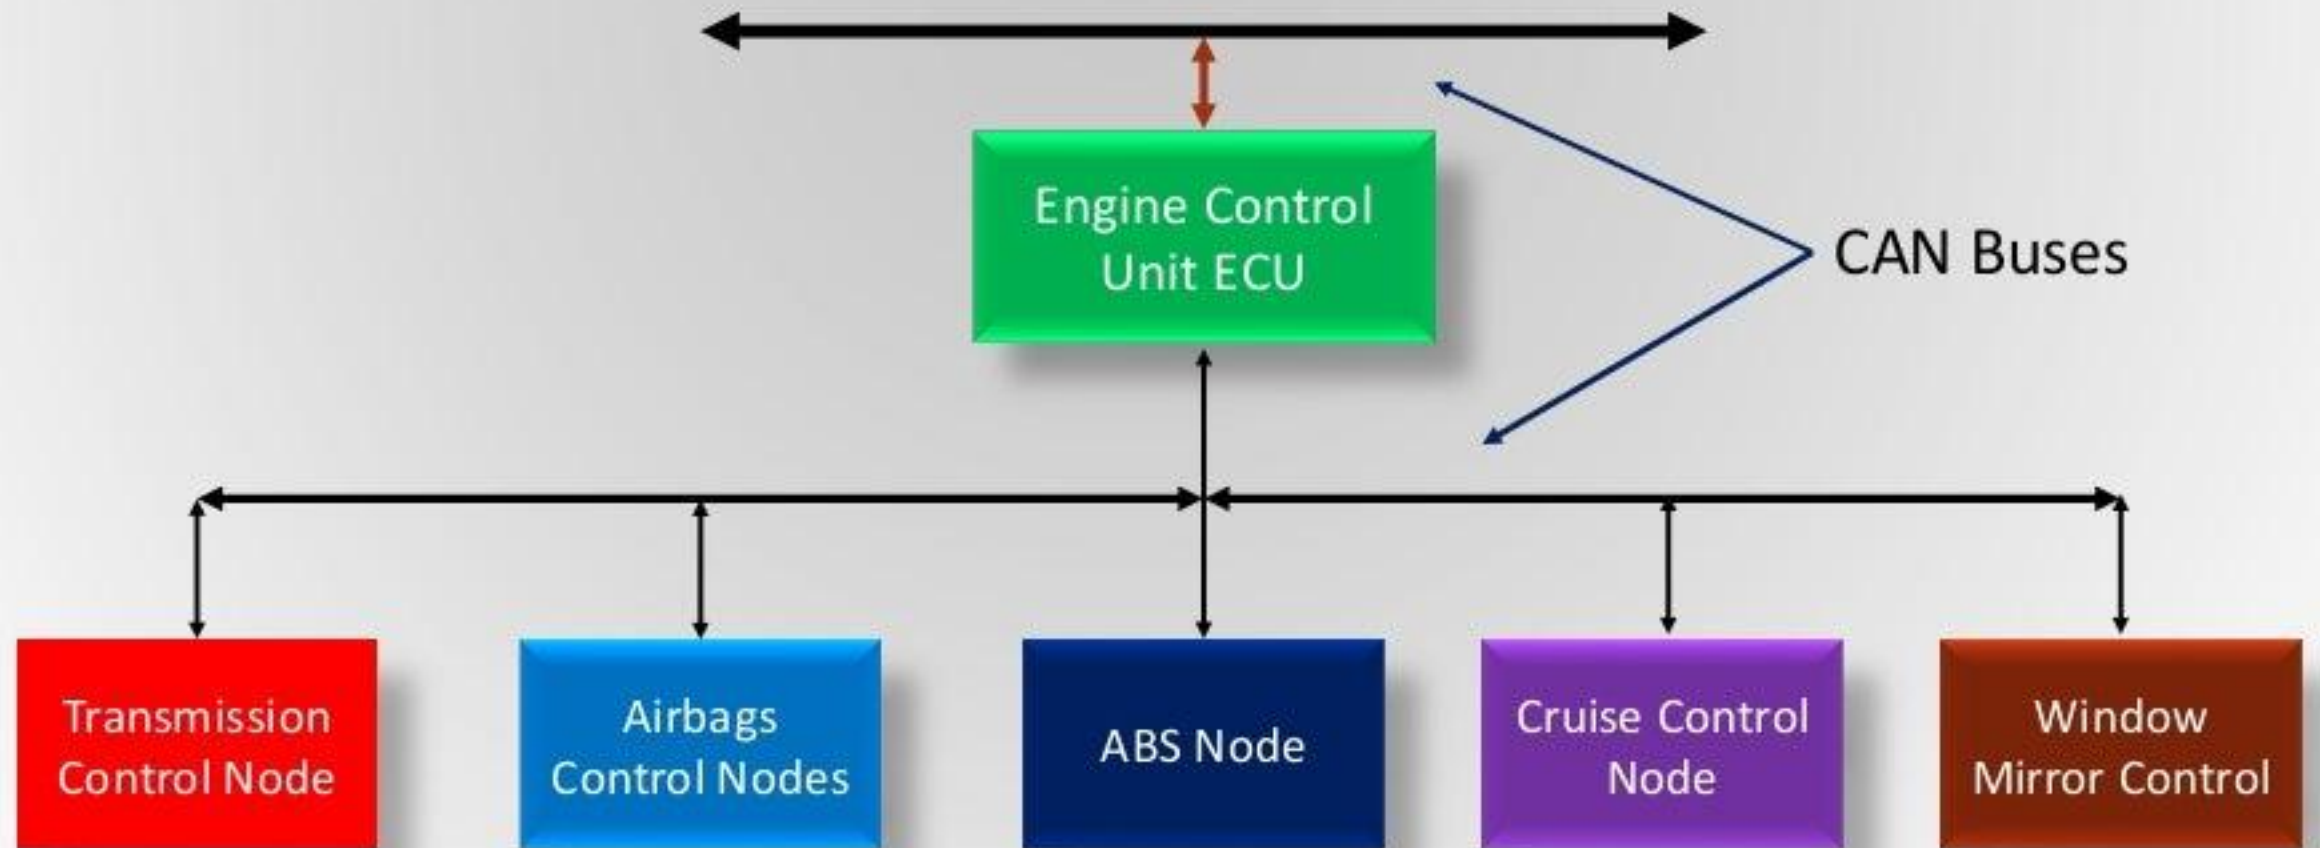 Engine Control
Unit ECU
CAN Buses
Transmission
Control Node
Airbags
Control Nodes
ABS Node
Cruise Control
Node
Window
Mirror Control